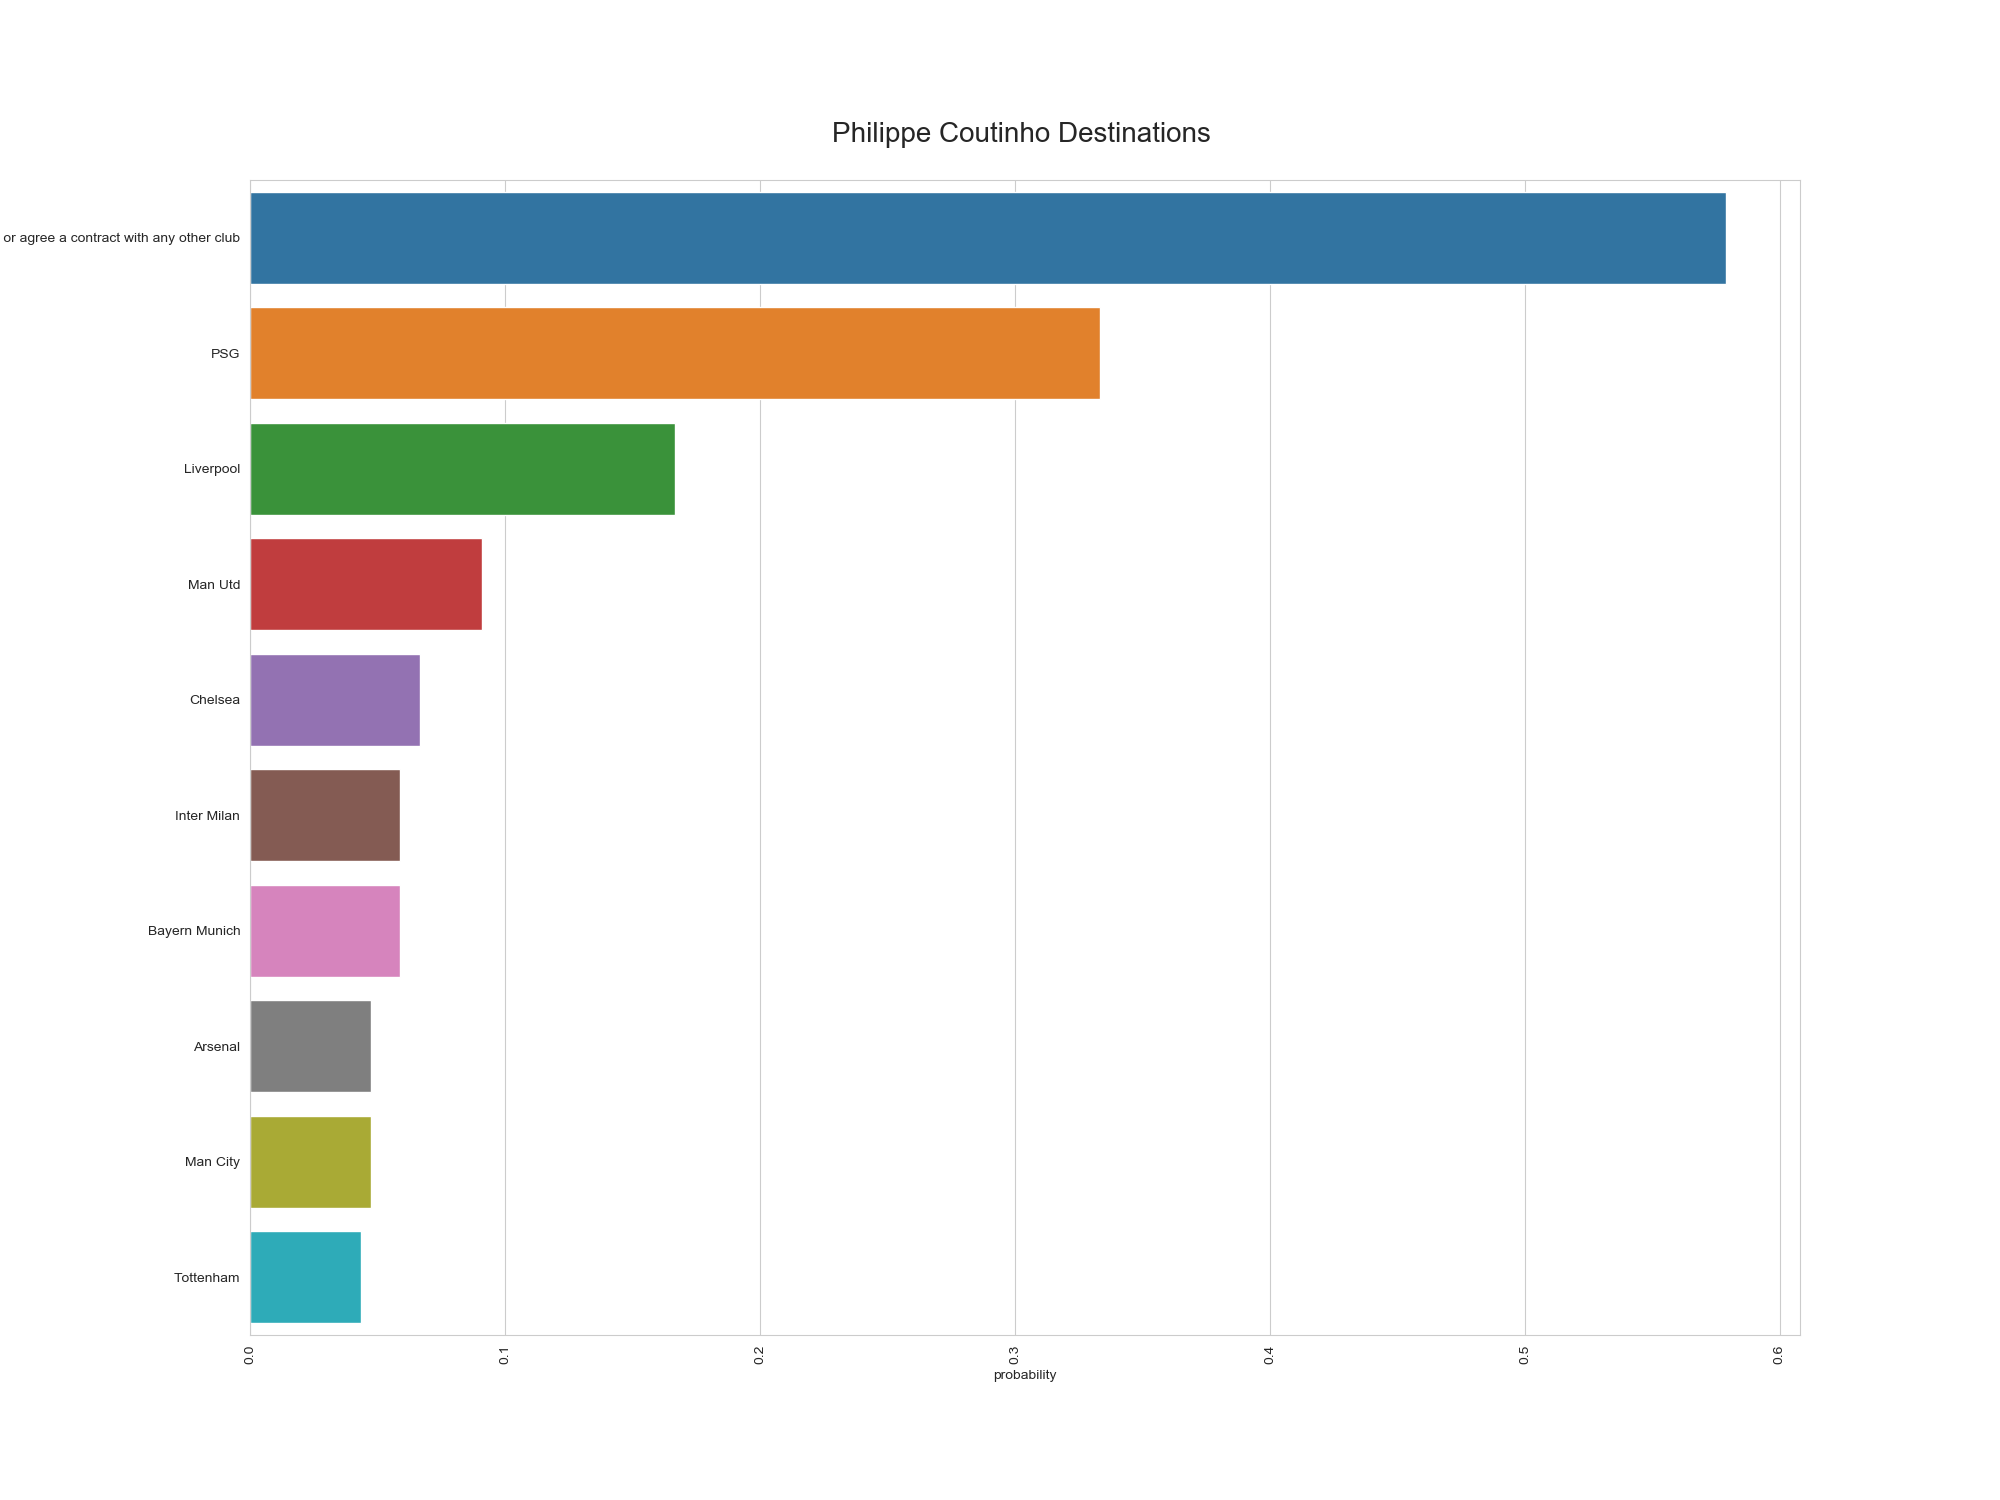 Philippe Coutinho Destinations
or agree a contract with any other club
PSG
Liverpool
Man Utd
Chelsea
Inter Milan
Bayern Munich
Arsenal
Man City
Tottenham
0.0 0.1 0.2 0.3 0.4 0.5 0.6
probability